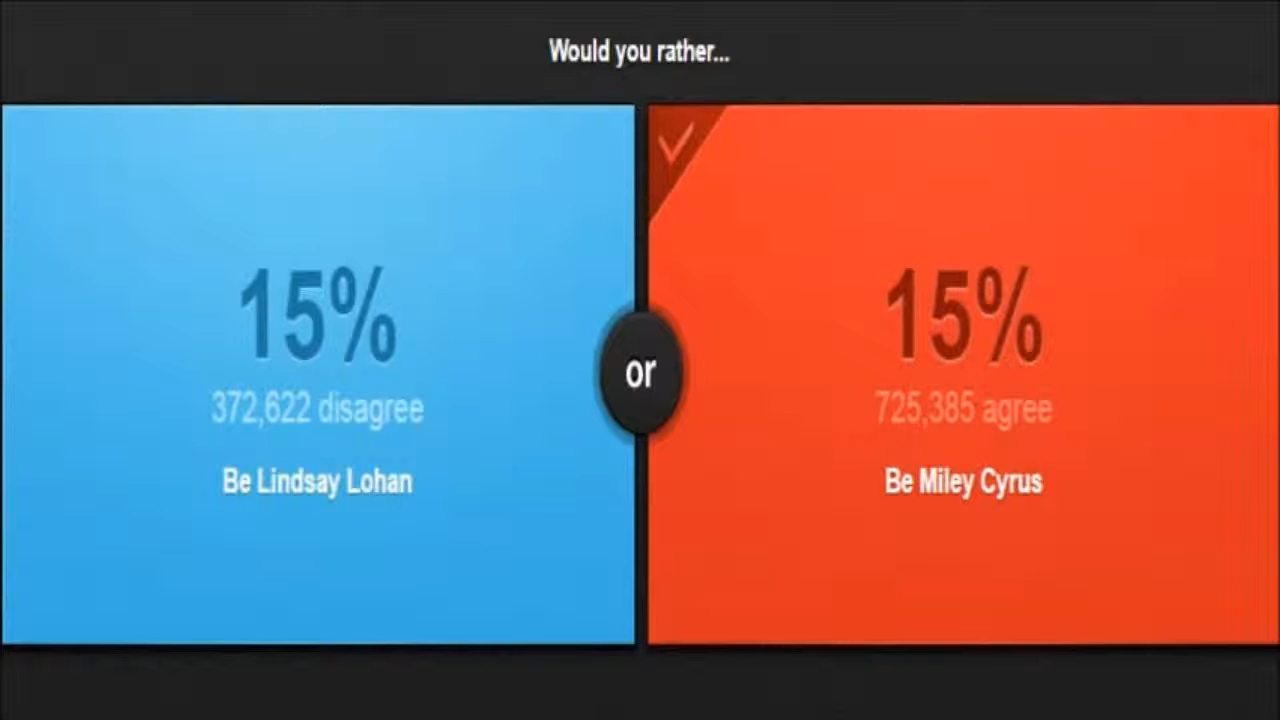 Would you rather...
15%
372,622 disagree
Be Lindsay Lohan
or
15%
725,385 agree
Be Miley Cyrus